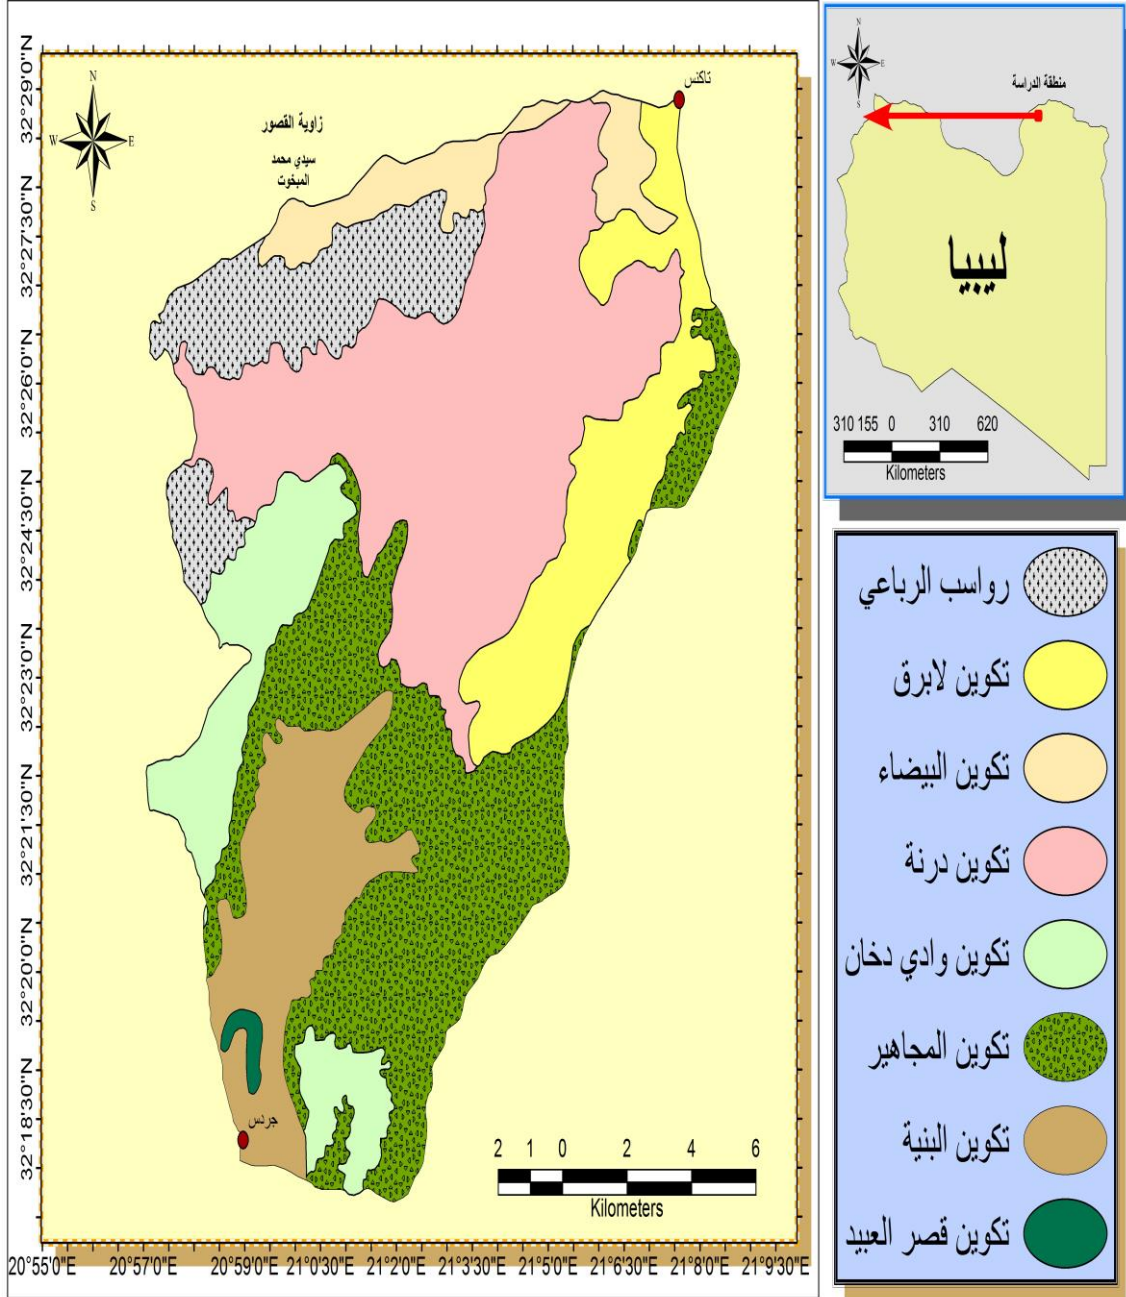 N
W E
S
تاكنس
زاوية القصور
سيدي محمد
المبخوت
جردس
2 1 0 2 4 6
Kilometers
32°29'0"N
32°27'30"N
32°26'0"N
32°24'30"N
32°23'0"N
32°21'30"N
32°20'0"N
32°18'30"N
20°55'0"E 20°57'0"E 20°59'0"E 21°0'30"E 21°2'0"E 21°3'30"E 21°5'0"E 21°6'30"E 21°8'0"E 21°9'30"E
N
W E
S
منطقة الدراسة
ليبيا
310 155 0 310 620
Kilometers
رواسب الرباعي
تكوين لابرق
تكوين البيضاء
تكوين درنة
تكوين وادي دخان
تكوين المجاهير
تكوين البنية
تكوين قصر العبيد